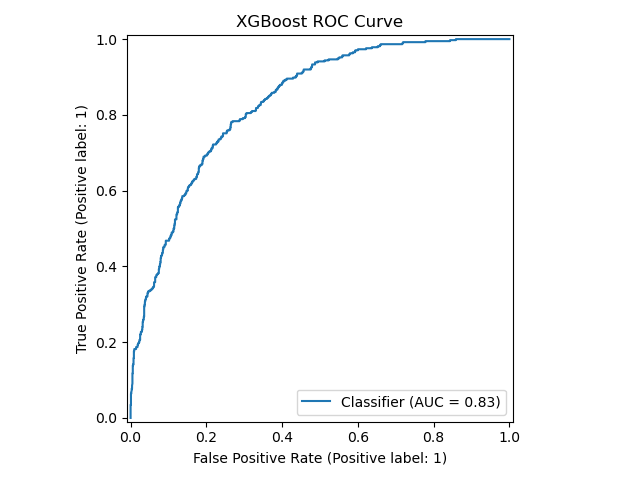 XGBoost ROC Curve
True Positive Rate (Positive label: 1)
1.0
0.8
0.6
0.4
0.2
0.0
Classifier (AUC = 0.83)
0.0 0.2 0.4 0.6 0.8 1.0
False Positive Rate (Positive label: 1)